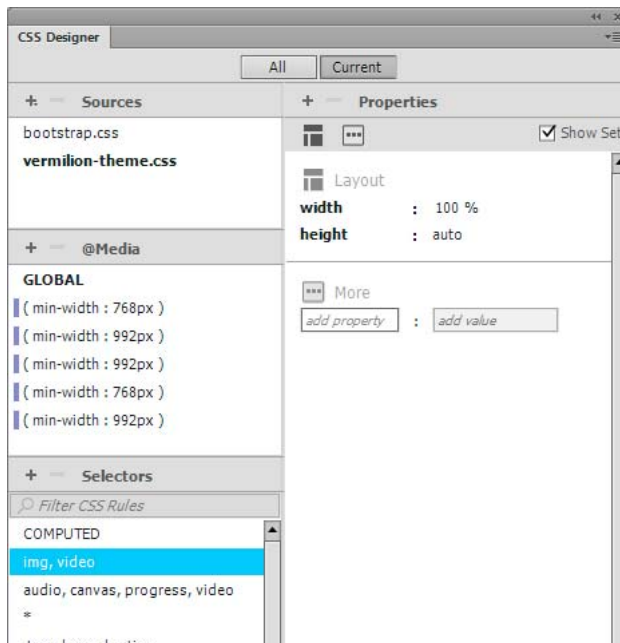 CSS Designer
All Current
Sources
bootstrap.css
vermilion-theme.css
@Media
GLOBAL
( min-width : 768px )
( min-width : 992px )
( min-width : 992px )
( min-width : 768px )
( min-width : 992px )
Selectors
Filter CSS Rules
COMPUTED
img, video
audio, canvas, progress, video
*
Properties
Show Set
Layout
width : 100 %
height : auto
More
add property : add value